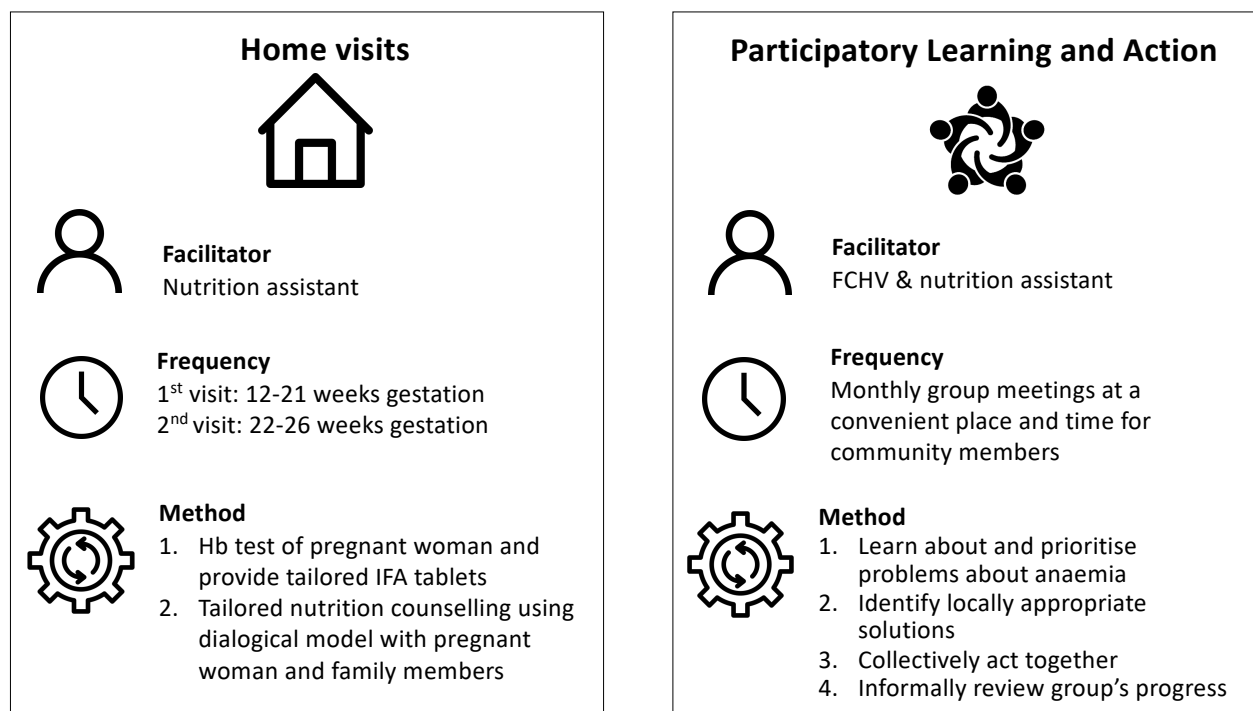 Home visits
Facilitator
Nutrition assistant
Frequency
1st visit: 12-21 weeks gestation
2nd visit: 22-26 weeks gestation
Method
1. Hb test of pregnant woman and
provide tailored IFA tablets
2. Tailored nutrition counselling using
dialogical model with pregnant
woman and family members
Participatory Learning and Action
Facilitator
FCHV & nutrition assistant
Frequency
Monthly group meetings at a
convenient place and time for
community members
Method
1. Learn about and prioritise
problems about anaemia
2. Identify locally appropriate
solutions
3. Collectively act together
4. Informally review group’s progress